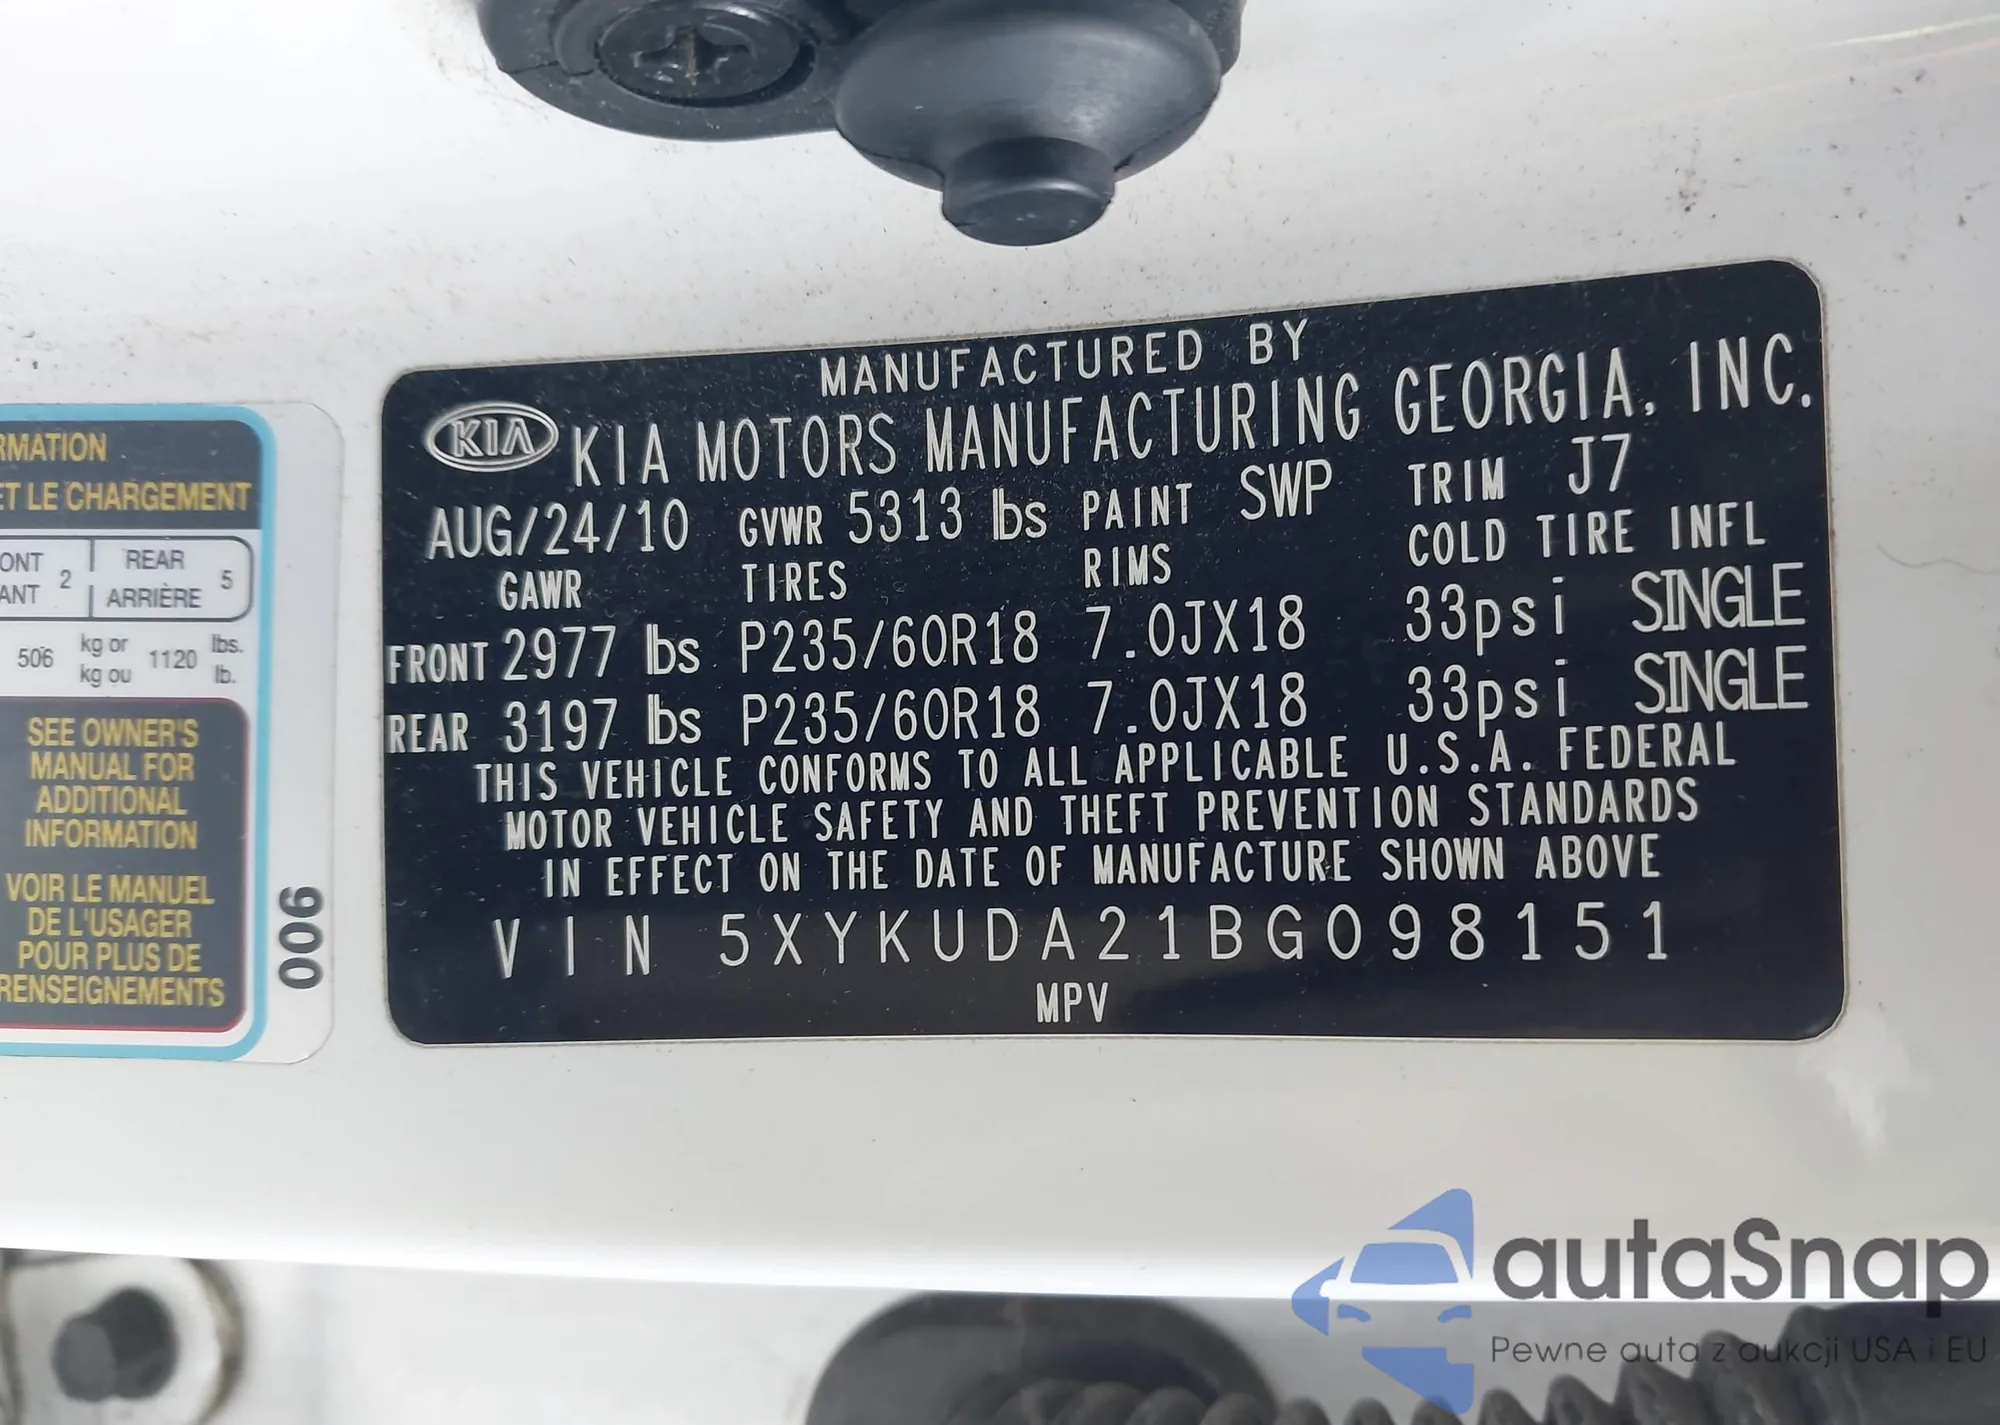 MANUFACTURED BY
KIA KIA MOTORS MANUFACTURING GEORGIA, INC.
AUG/24/10 GVWR 5313 lbs PAINT SWP TRIM J7
GAWR TIRES RIMS COLD TIRE INFL
FRONT 2977 lbs P235/60R18 7.0JX18 33psi SINGLE
REAR 3197 lbs P235/60R18 7.0JX18 33psi SINGLE
THIS VEHICLE CONFORMS TO ALL APPLICABLE U.S.A. FEDERAL
MOTOR VEHICLE SAFETY AND THEFT PREVENTION STANDARDS
IN EFFECT ON THE DATE OF MANUFACTURE SHOWN ABOVE
VIN 5XYKUDA21BG098151
MPV
RMATION
ET LE CHARGEMENT
ONT REAR
ANT 2 ARRIÈRE 5
506 kg or 1120 lbs.
kg ou lb.
SEE OWNER'S
MANUAL FOR
ADDITIONAL
INFORMATION
VOIR LE MANUEL
DE L'USAGER
POUR PLUS DE
RENSEIGNEMENTS
006
autaSnap
Pewne auta z aukcji USA i EU